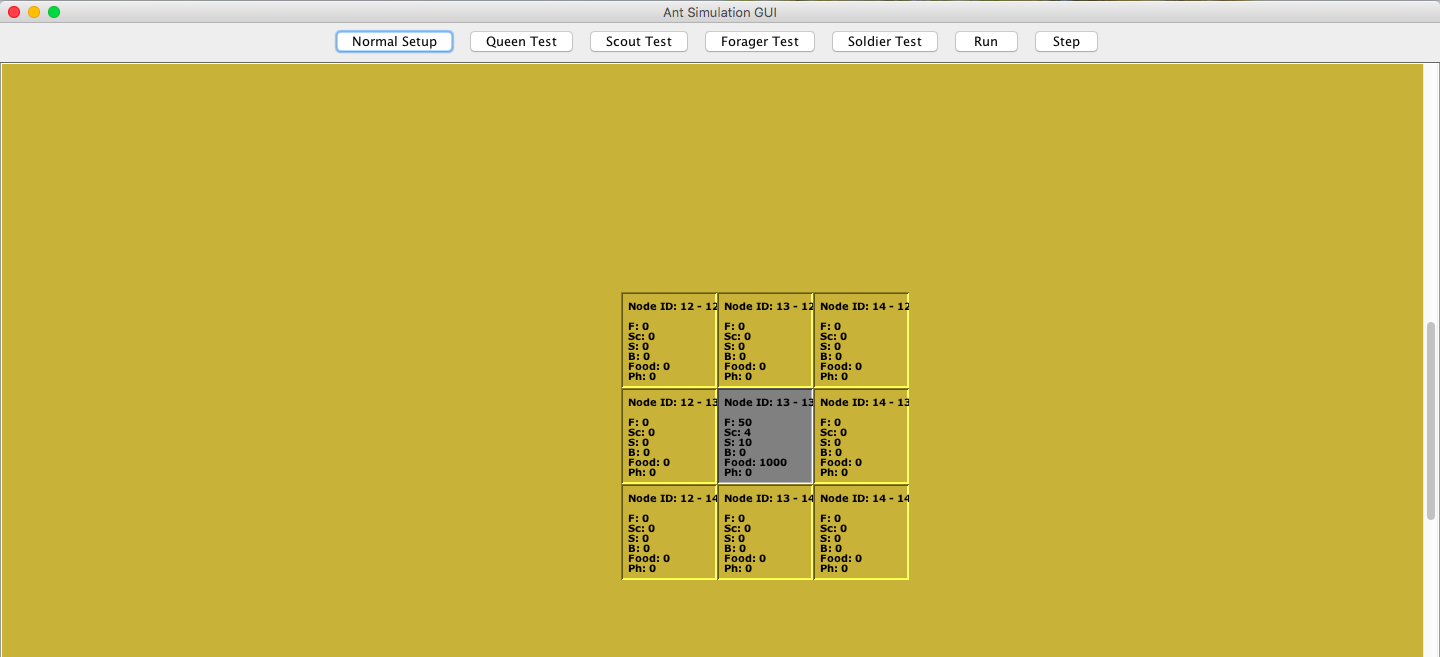 Ant Simulation GUI
Normal Setup Queen Test Scout Test Forager Test Soldier Test Run Step
Node ID: 12 - 12
F: 0
Sc: 0
S: 0
B: 0
Food: 0
Ph: 0
Node ID: 13 - 12
F: 0
Sc: 0
S: 0
B: 0
Food: 0
Ph: 0
Node ID: 14 - 12
F: 0
Sc: 0
S: 0
B: 0
Food: 0
Ph: 0
Node ID: 12 - 13
F: 0
Sc: 0
S: 0
B: 0
Food: 0
Ph: 0
Node ID: 13 - 13
F: 50
Sc: 4
S: 10
B: 0
Food: 1000
Ph: 0
Node ID: 14 - 13
F: 0
Sc: 0
S: 0
B: 0
Food: 0
Ph: 0
Node ID: 12 - 14
F: 0
Sc: 0
S: 0
B: 0
Food: 0
Ph: 0
Node ID: 13 - 14
F: 0
Sc: 0
S: 0
B: 0
Food: 0
Ph: 0
Node ID: 14 - 14
F: 0
Sc: 0
S: 0
B: 0
Food: 0
Ph: 0